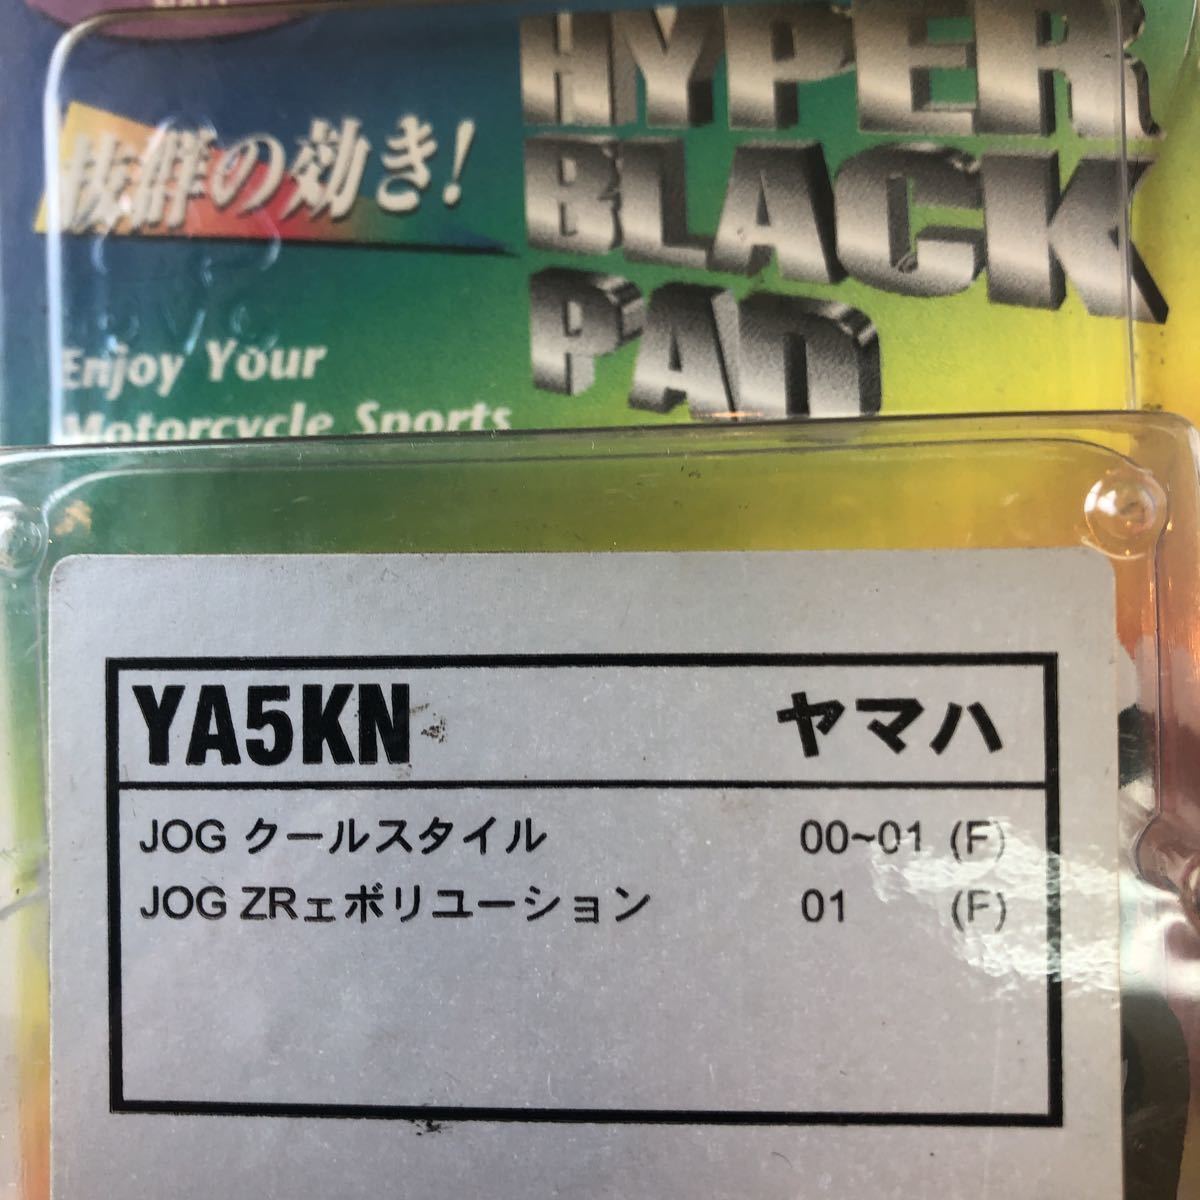 抜群の効き!
HYPER
BLACK
PAD
Enjoy Your
Motorcycle Sports
YA5KN ヤマハ
JOG クールスタイル 00~01 (F)
JOG ZRェボリユーション 01 (F)